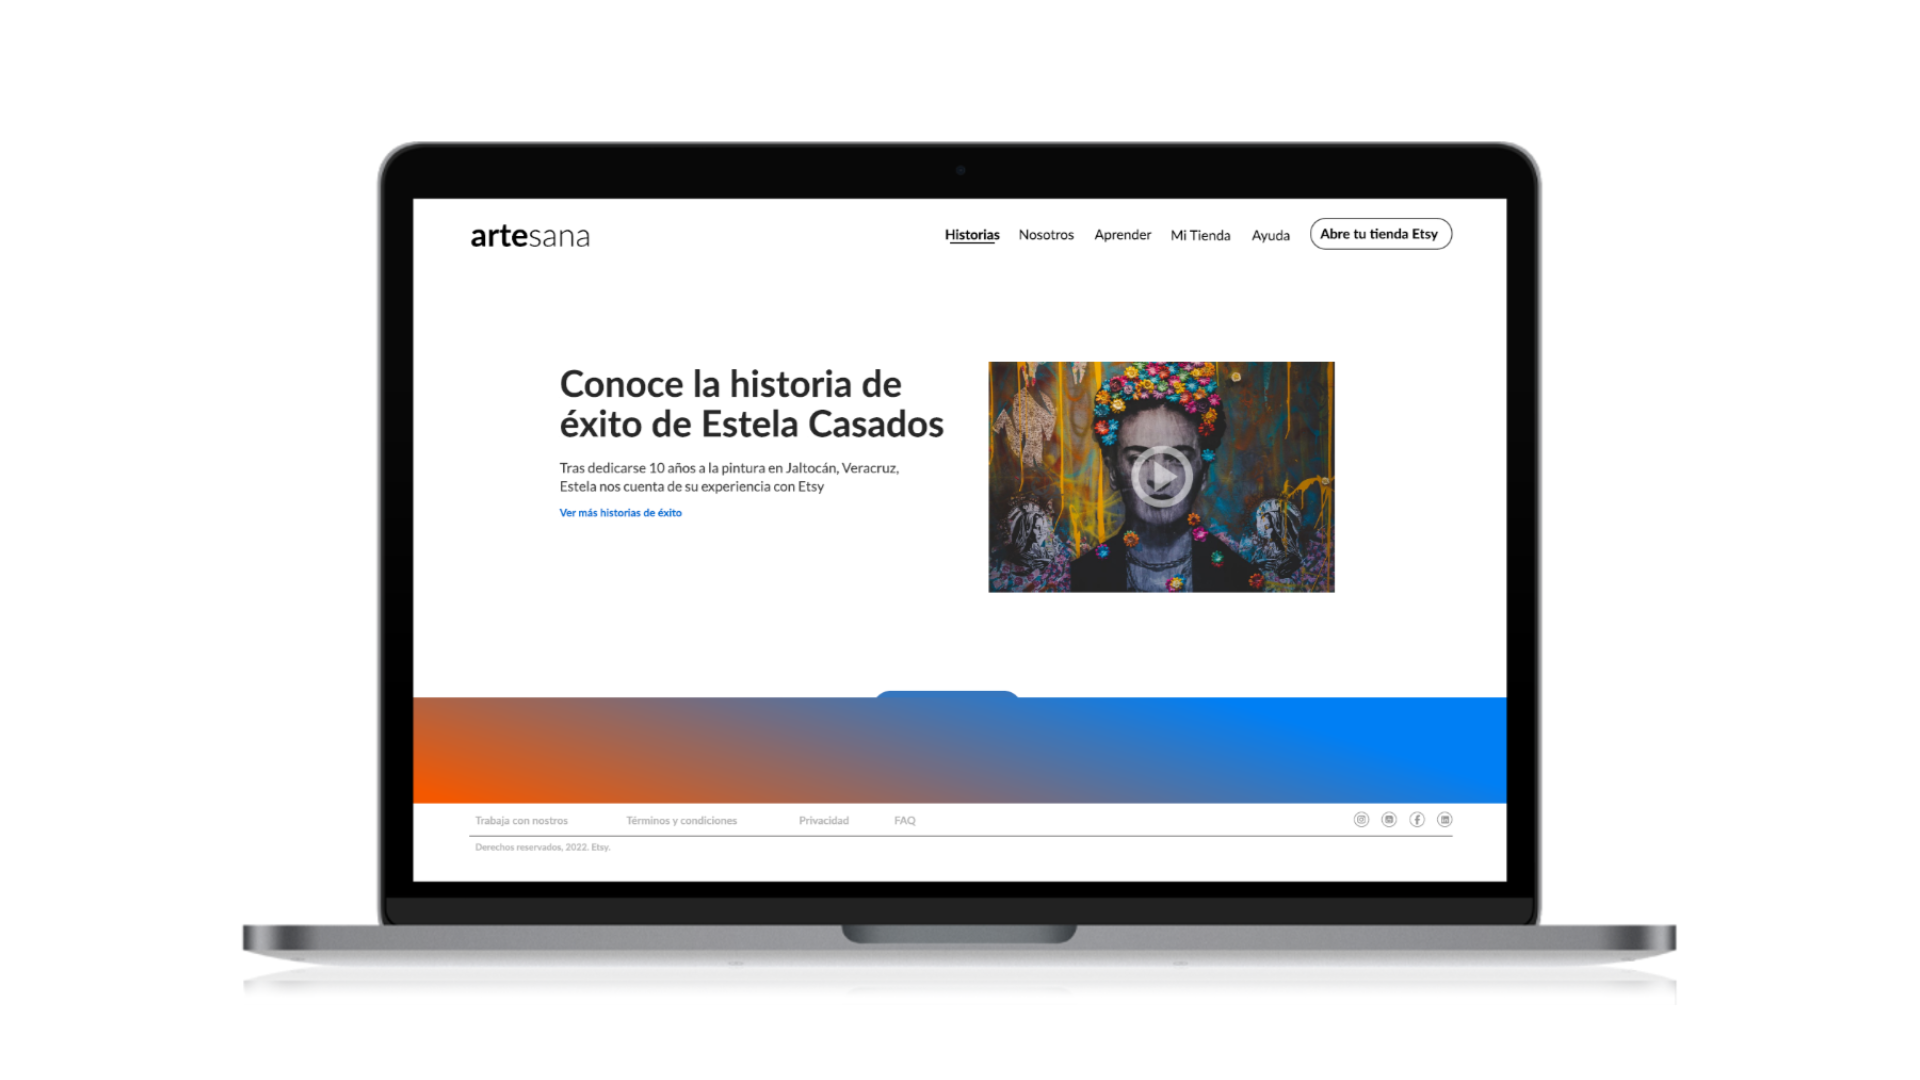 artesana
Historias Nosotros Aprender Mi Tienda Ayuda Abre tu tienda Etsy
Conoce la historia de
éxito de Estela Casados
Tras dedicarse 10 años a la pintura en Jaltocán, Veracruz,
Estela nos cuenta de su experiencia con Etsy
Ver más historias de éxito
Trabaja con nostros Términos y condiciones Privacidad FAQ
Derechos reservados, 2022. Etsy.